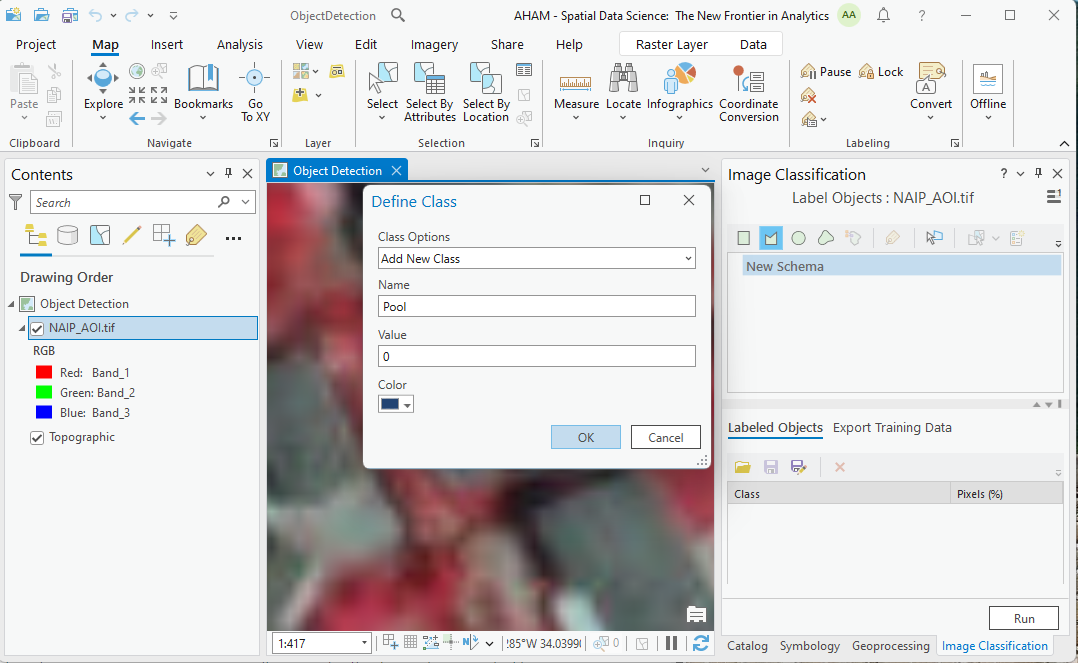 ObjectDetection
AHAM - Spatial Data Science: The New Frontier in Analytics
AA
?
Project
Map
Insert
Analysis
View
Edit
Imagery
Share
Help
Raster Layer
Data
Paste
Explore
Bookmarks
Go To XY
Select
Select By Attributes
Select By Location
Measure
Locate
Infographics
Coordinate Conversion
Pause
Lock
Convert
Offline
Clipboard
Navigate
Layer
Selection
Inquiry
Labeling
Contents
Search
Drawing Order
Object Detection
NAIP_AOI.tif
RGB
Red: Band_1
Green: Band_2
Blue: Band_3
Topographic
Object Detection
Define Class
Class Options
Add New Class
Name
Pool
Value
0
Color
OK
Cancel
1:417
85°W 34.0399
0
Image Classification
?
Label Objects : NAIP_AOI.tif
New Schema
Labeled Objects
Export Training Data
Class
Pixels (%)
Run
Catalog
Symbology
Geoprocessing
Image Classification